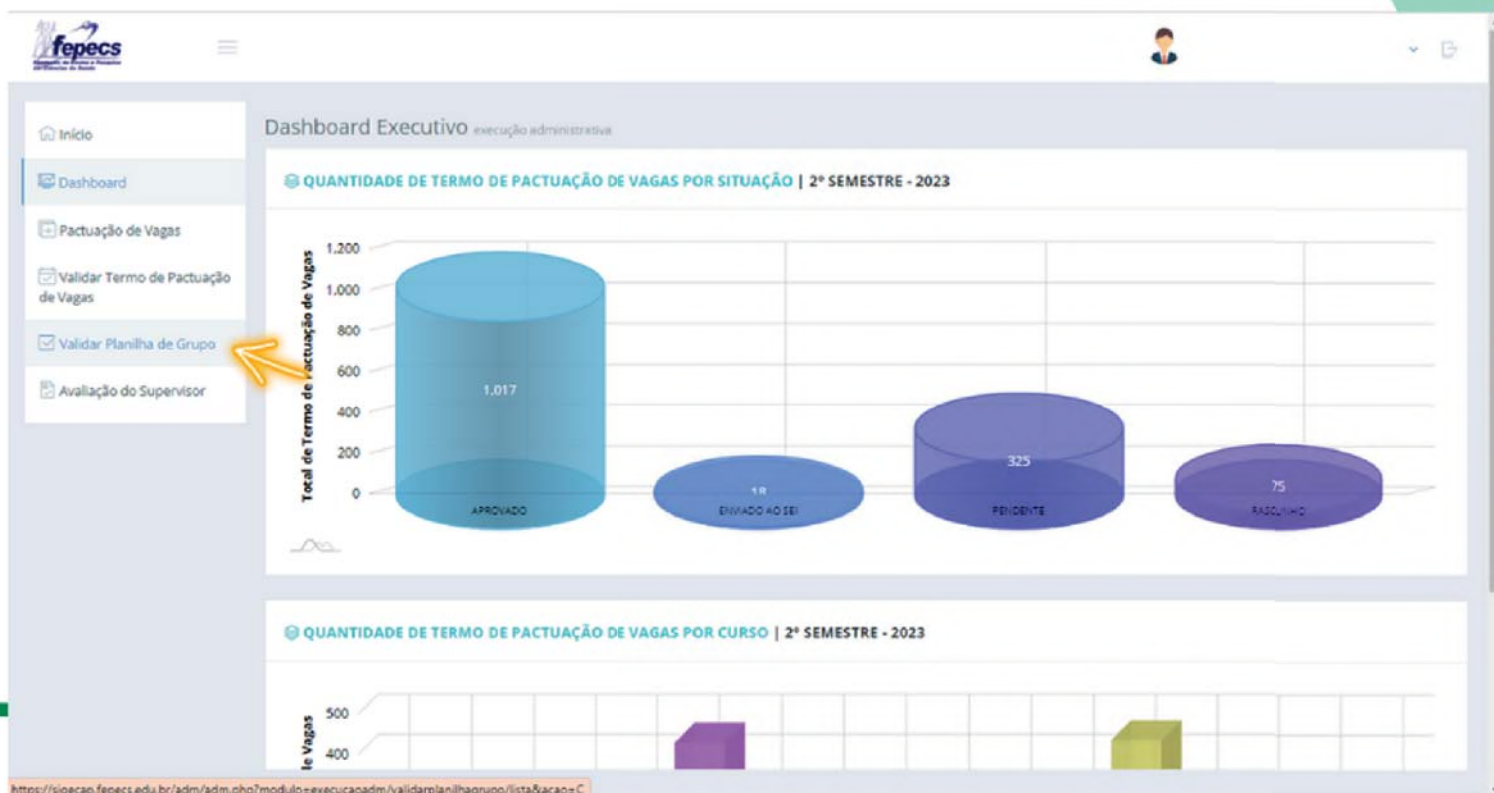 fepecs
Início
Dashboard
Pactuação de Vagas
Validar Termo de Pactuação
de Vagas
Validar Planilha de Grupo
Avaliação do Supervisor
Dashboard Executivo execução administrativa
QUANTIDADE DE TERMO DE PACTUAÇÃO DE VAGAS POR SITUAÇÃO | 2º SEMESTRE - 2023
Total de Termo de Pactuação de Vagas
1,200
1,000
800
600
400
200
0
1,017
18
325
75
APROVADO
ENVIADO AO SEI
PENDENTE
RASCUNHO
QUANTIDADE DE TERMO DE PACTUAÇÃO DE VAGAS POR CURSO | 2º SEMESTRE - 2023
de Vagas
500
400